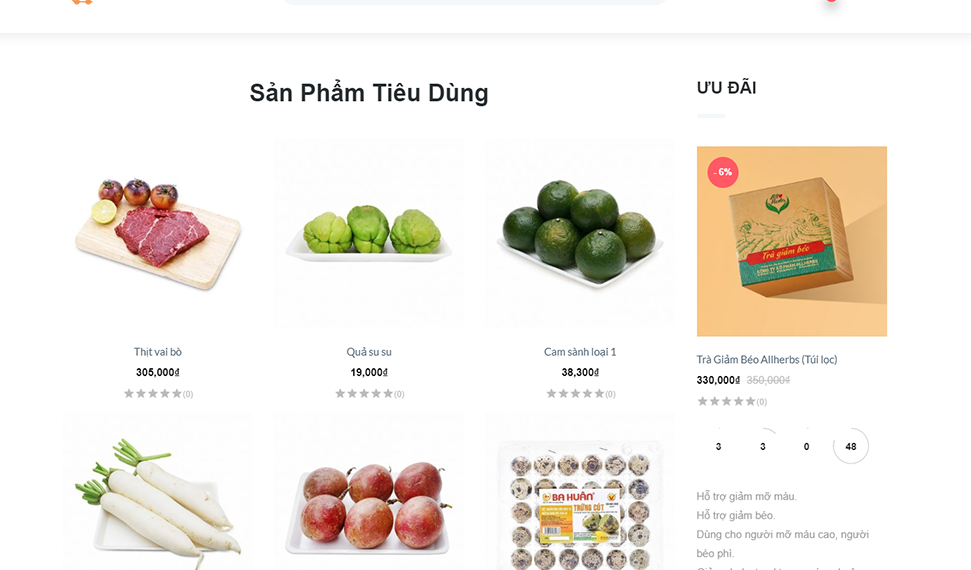 Sản Phẩm Tiêu Dùng
ƯU ĐÃI
- 6%
Trà giảm béo
Thịt vai bò
305,000₫
(0)
Quả su su
19,000₫
(0)
Cam sành loại 1
38,300₫
(0)
Trà Giảm Béo Allherbs (Túi lọc)
330,000₫ 350,000₫
(0)
3 3 0 48
BA HUÂN
TRỨNG CÚT
Hỗ trợ giảm mỡ máu.
Hỗ trợ giảm béo.
Dùng cho người mỡ máu cao, người
béo phì.